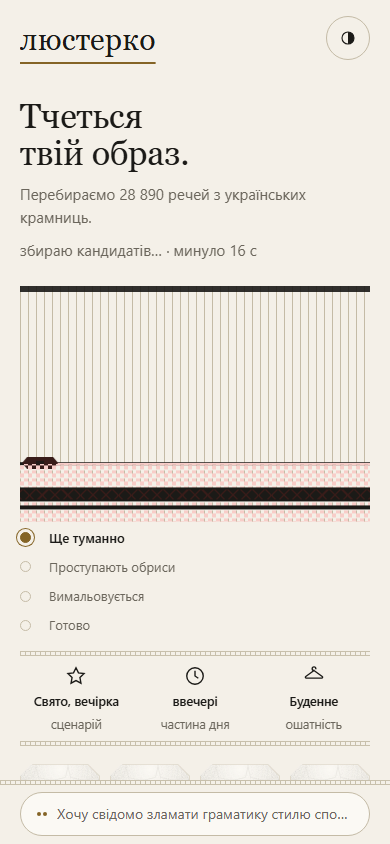 люстерко
Тчеться
твій образ.
Перебираємо 28 890 речей з українських
крамниць.
збираю кандидатів... · минуло 16 с
Ще туманно
Проступають обриси
Вимальовується
Готово
Свято, вечірка
сценарій
ввечері
частина дня
Буденне
ошатність
Хочу свідомо зламати граматику стилю спо...